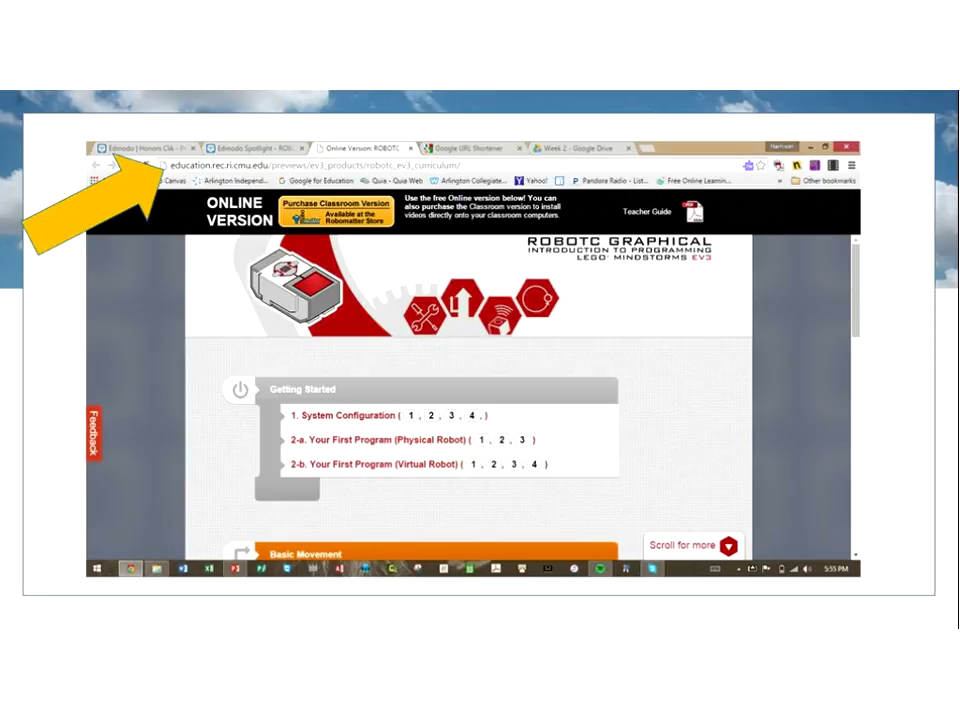 Edmodo | Honors CIA - Pr
Edmodo Spotlight - ROB
Online Version: ROBOTC
Google URL Shortener
Week 2 - Google Drive
Harrison
education.rec.ri.cmu.edu/previews/ev3_products/robotc_ev3_curriculum/
Canvas
Arlington Independ...
Google for Education
Quia - Quia Web
Arlington Collegiate...
Yahoo!
Pandora Radio - List...
Free Online Learnin...
»
Other bookmarks
ONLINE
VERSION
Purchase Classroom Version
Available at the
Robomatter Store
Use the free Online version below! You can
also purchase the Classroom version to install
videos directly onto your classroom computers.
Teacher Guide
ROBOTC GRAPHICAL
INTRODUCTION TO PROGRAMMING
LEGO® MINDSTORMS EV3
Feedback
Getting Started
1. System Configuration ( 1 , 2 , 3 , 4 , )
2-a. Your First Program (Physical Robot) ( 1 , 2 , 3 )
2-b. Your First Program (Virtual Robot) ( 1 , 2 , 3 , 4 )
Basic Movement
Scroll for more
5:55 PM